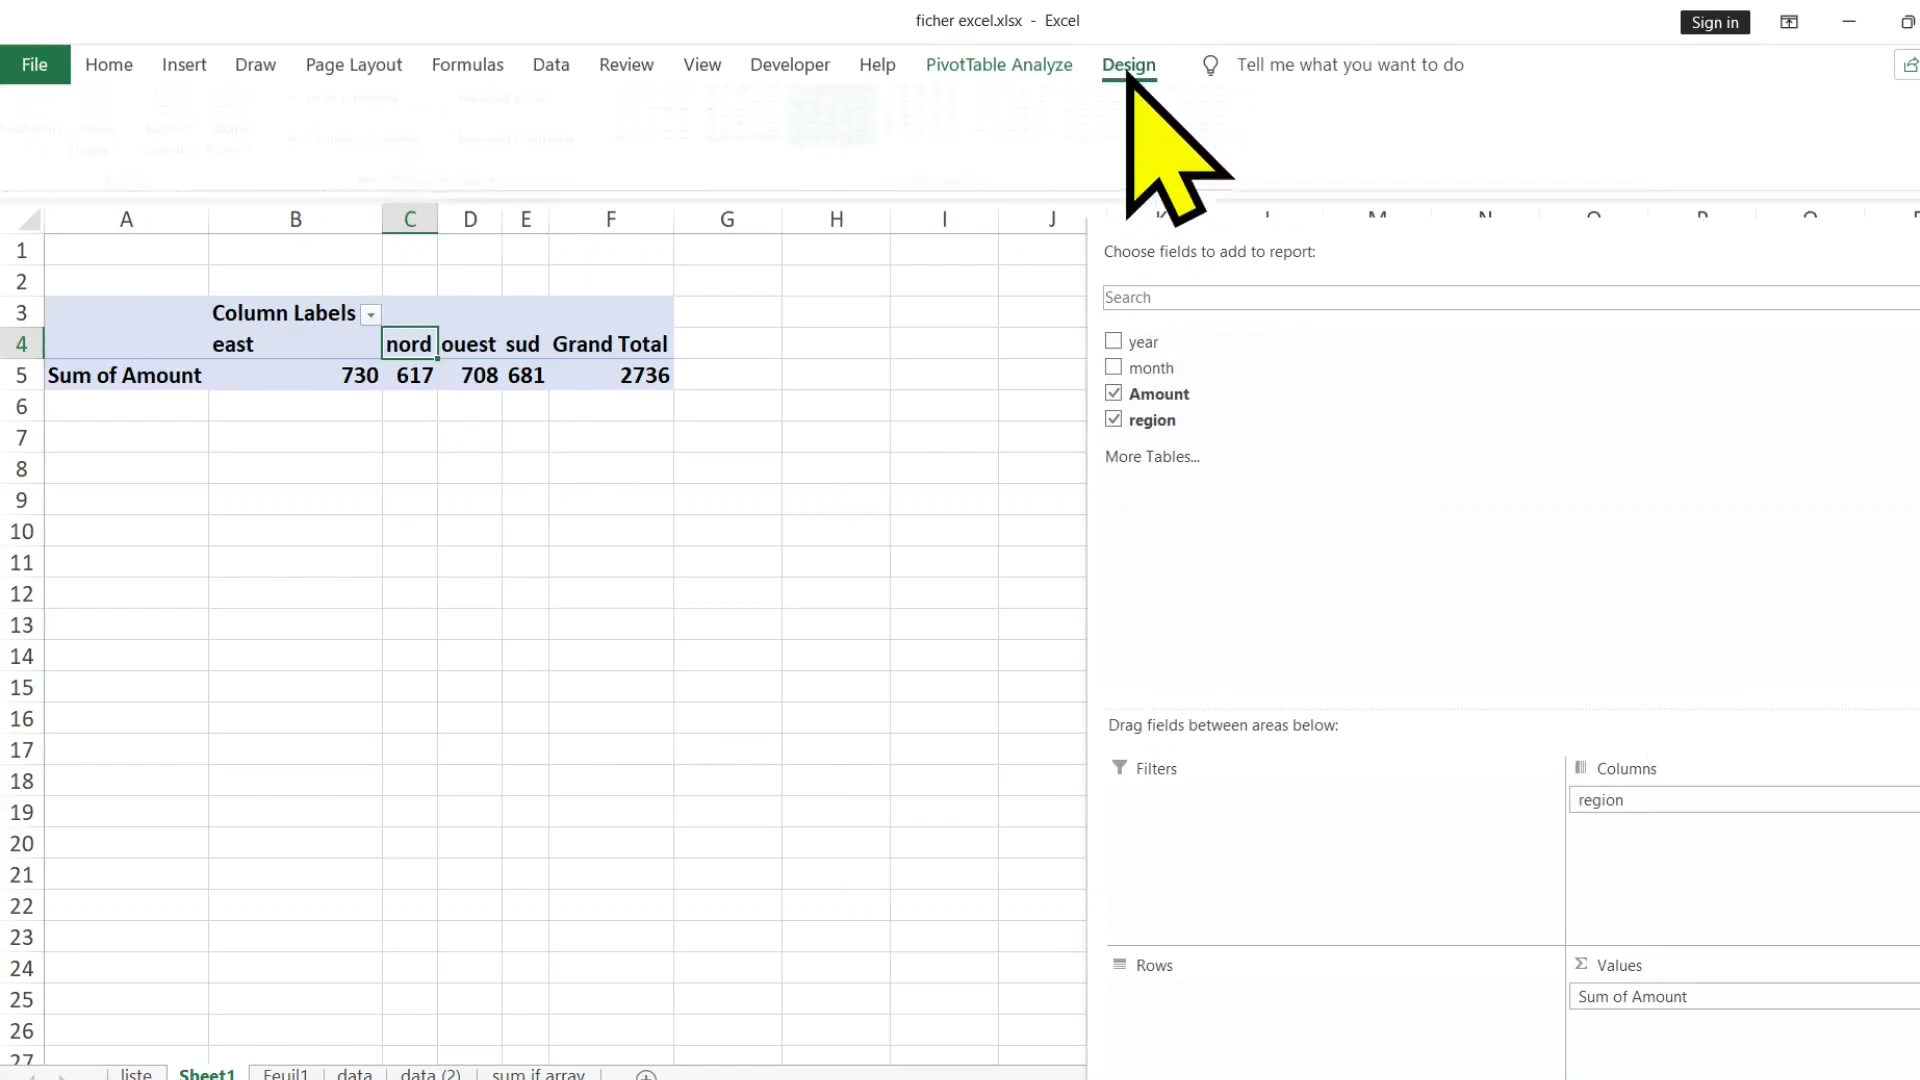 ficher excel.xlsx - Excel
Sign in
File Home Insert Draw Page Layout Formulas Data Review View Developer Help PivotTable Analyze Design Tell me what you want to do
A B C D E F G H I J
Choose fields to add to report:
Search
year
month
Amount
region
More Tables...
1
2
3 Column Labels
4 east nord ouest sud Grand Total
5 Sum of Amount 730 617 708 681 2736
6
7
8
9
10
11
12
13
14
15
16
17
18
19
20
21
22
23
24
25
26
27
Drag fields between areas below:
Filters
Columns
region
Rows
Values
Sum of Amount
liste Sheet1 Feuil1 data data (2) sum if array